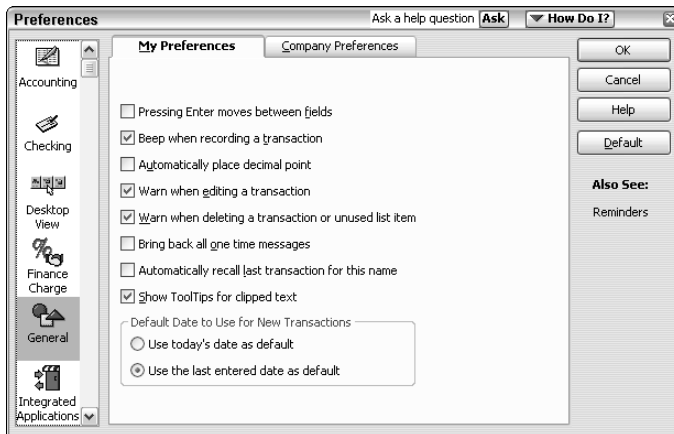 Preferences
Ask a help question Ask How Do I?
My Preferences
Company Preferences
Accounting
Checking
Desktop
View
Finance
Charge
General
Integrated
Applications
Pressing Enter moves between fields
Beep when recording a transaction
Automatically place decimal point
Warn when editing a transaction
Warn when deleting a transaction or unused list item
Bring back all one time messages
Automatically recall last transaction for this name
Show ToolTips for clipped text
Default Date to Use for New Transactions
Use today's date as default
Use the last entered date as default
OK
Cancel
Help
Default
Also See:
Reminders